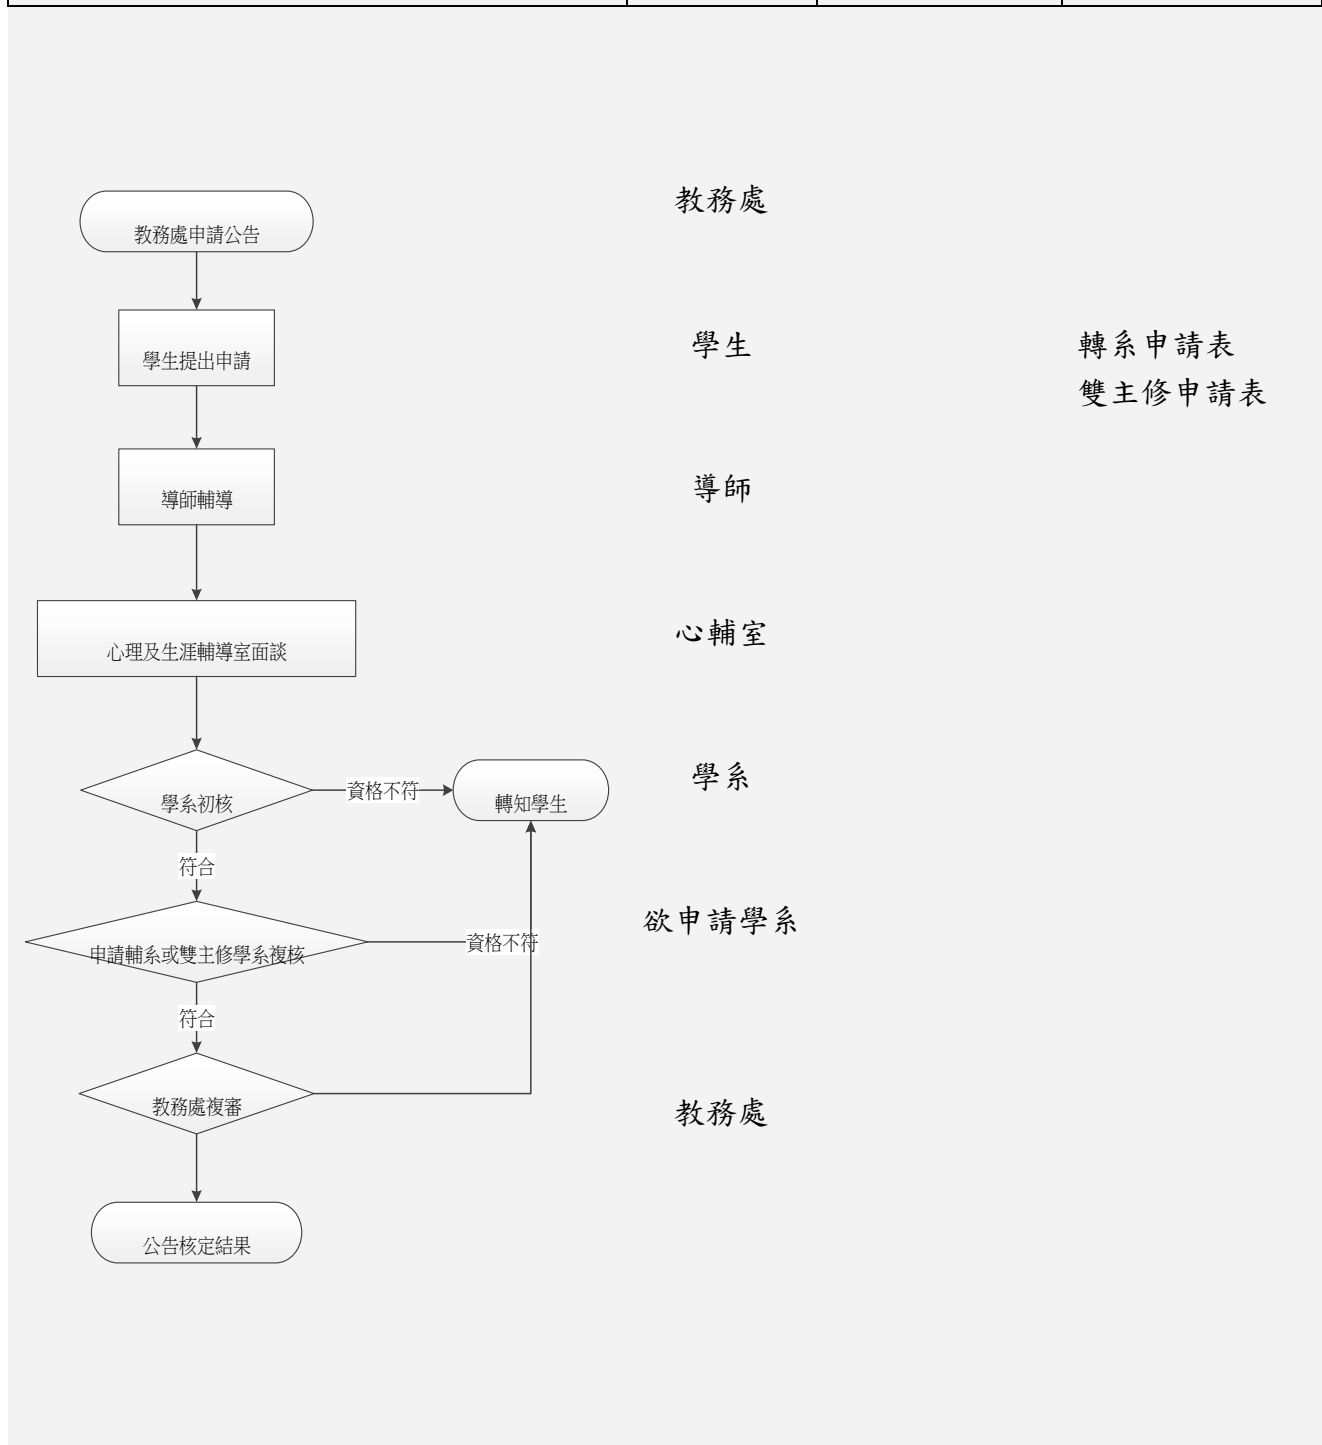 教務處申請公告
教務處
學生提出申請
學生
轉系申請表
雙主修申請表
導師輔導
導師
心理及生涯輔導室面談
心輔室
學系初核
資格不符
轉知學生
學系
符合
申請輔系或雙主修學系複核
資格不符
欲申請學系
符合
教務處複審
教務處
公告核定結果